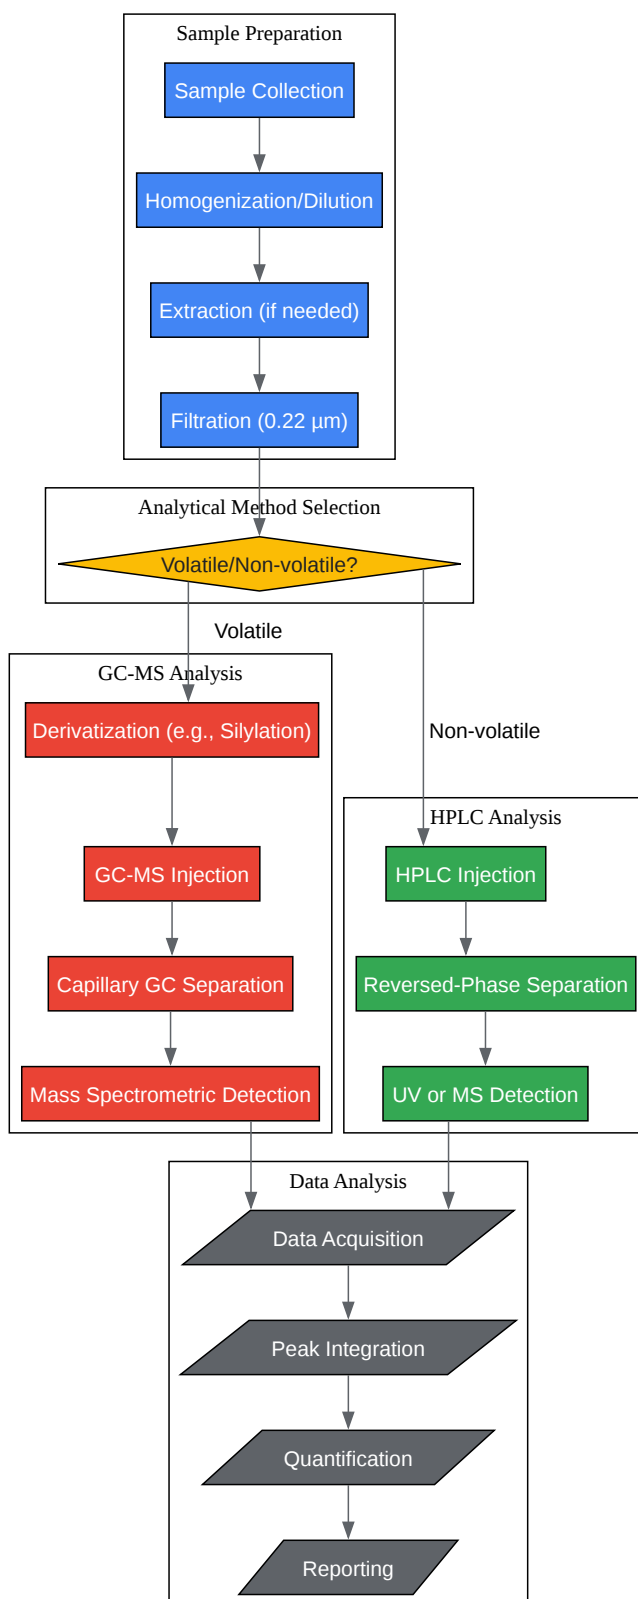 Sample Preparation
Sample Collection
Homogenization/Dilution
Extraction (if needed)
Filtration (0.22 µm)
Analytical Method Selection
Volatile/Non-volatile?
Volatile
Non-volatile
GC-MS Analysis
Derivatization (e.g., Silylation)
GC-MS Injection
Capillary GC Separation
Mass Spectrometric Detection
HPLC Analysis
HPLC Injection
Reversed-Phase Separation
UV or MS Detection
Data Analysis
Data Acquisition
Peak Integration
Quantification
Reporting